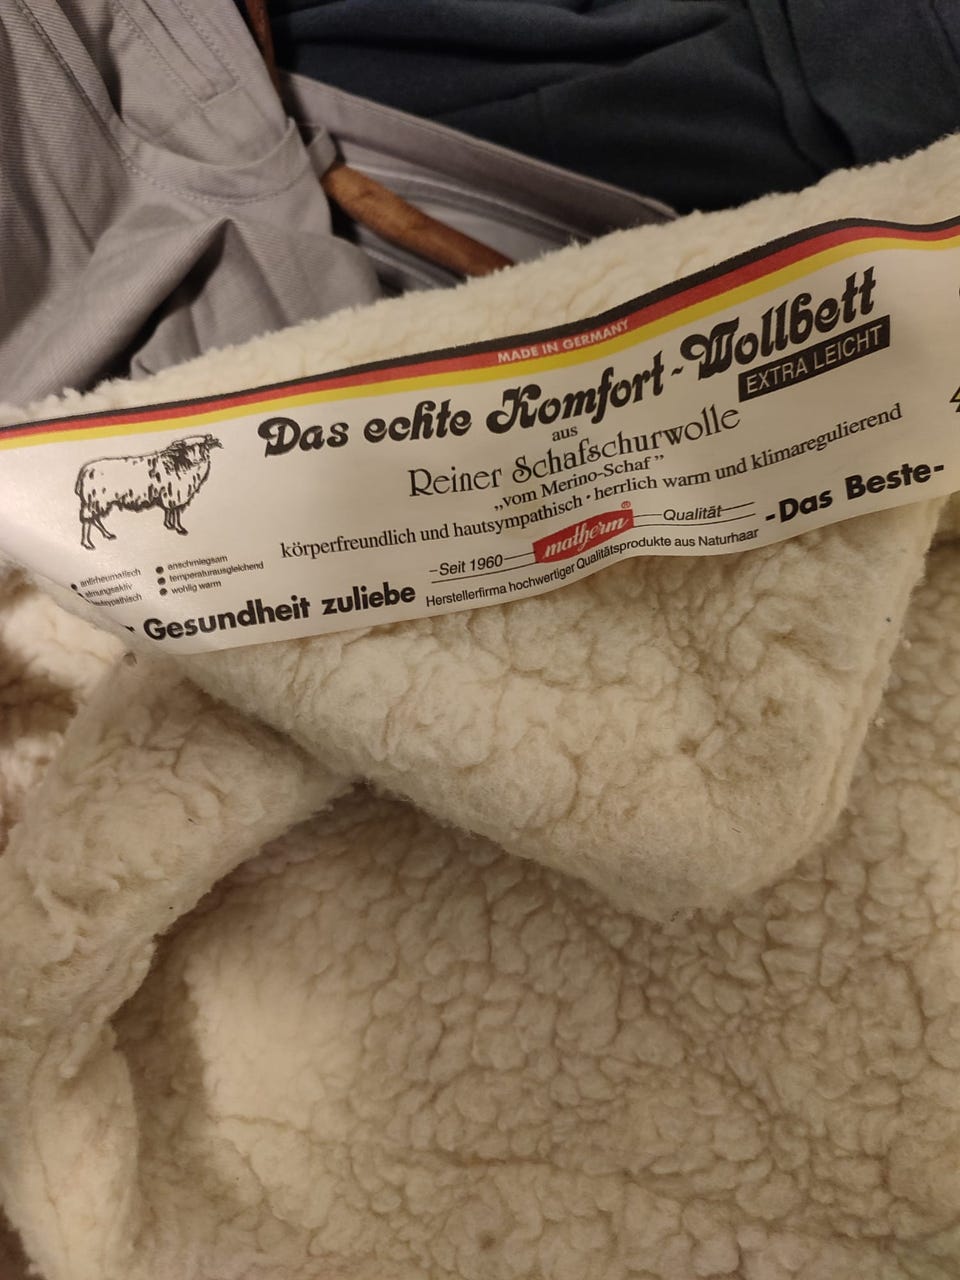 MADE IN GERMANY
Das echte Komfort-Wollbett
EXTRA LEICHT
aus
Reiner Schafschurwolle
„vom Merino-Schaf”
körperfreundlich und hautsympathisch • herrlich warm und klimaregulierend
• antirheumatisch
• anschmiegsam
• temperaturausgleichend
• wohlig warm
-Seit 1960
matherm®
Qualität
-Das Beste-
Gesundheit zuliebe
Herstellerfirma hochwertiger Qualitätsprodukte aus Naturhaar